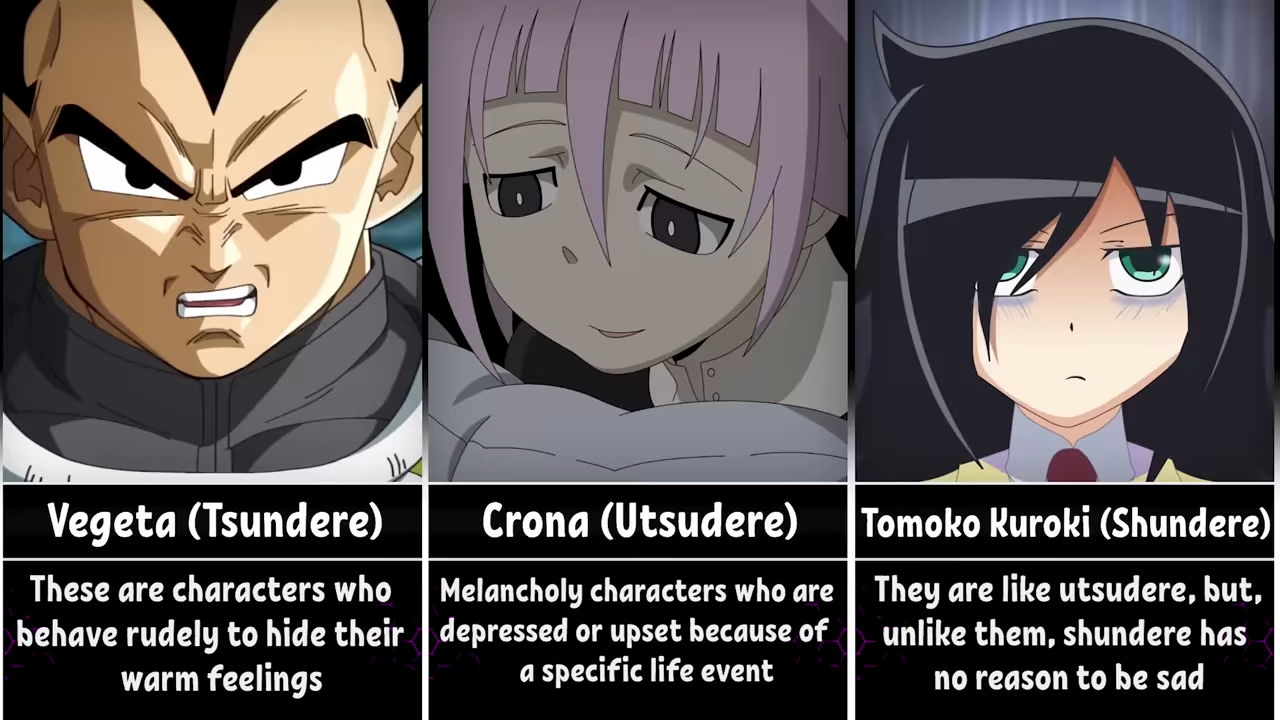 Vegeta (Tsundere)
These are characters who
behave rudely to hide their
warm feelings
Crona (Utsudere)
Melancholy characters who are
depressed or upset because of
a specific life event
Tomoko Kuroki (Shundere)
They are like utsudere, but,
unlike them, shundere has
no reason to be sad